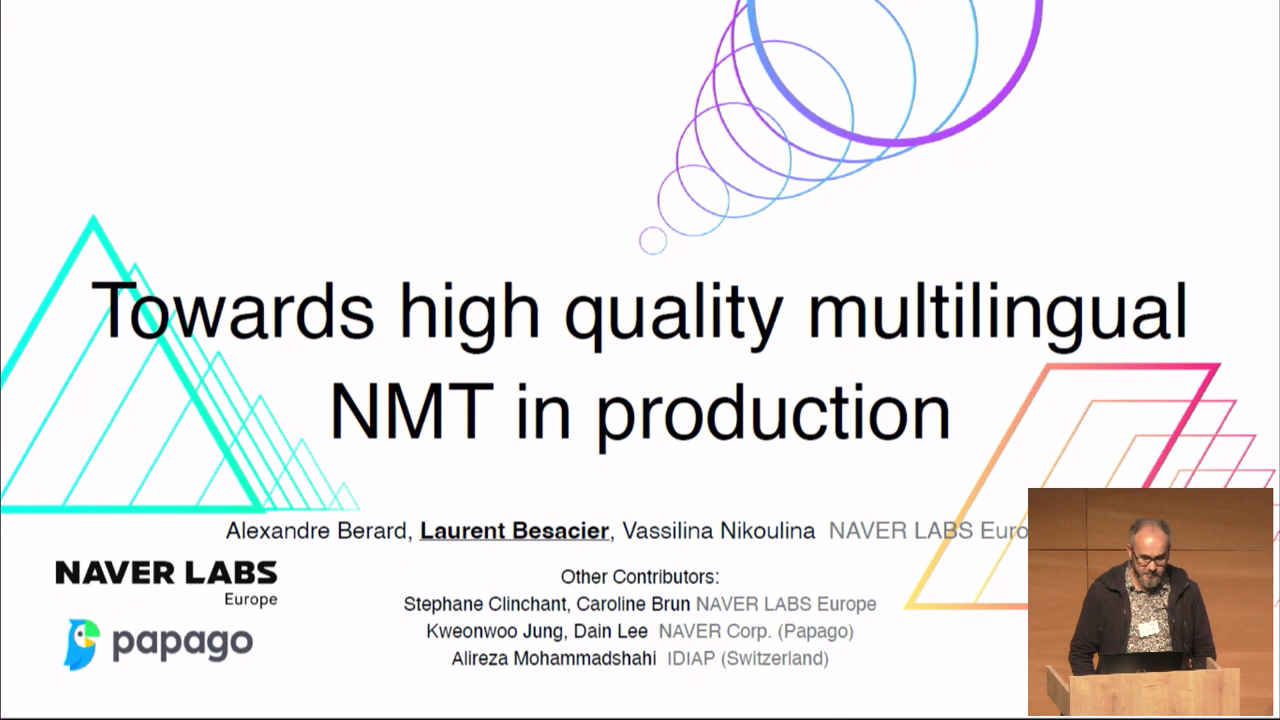 Towards high quality multilingual
NMT in production
Alexandre Berard, Laurent Besacier, Vassilina Nikoulina NAVER LABS Euro
NAVER LABS
Europe
papago
Other Contributors:
Stephane Clinchant, Caroline Brun NAVER LABS Europe
Kweonwoo Jung, Dain Lee NAVER Corp. (Papago)
Alireza Mohammadshahi IDIAP (Switzerland)